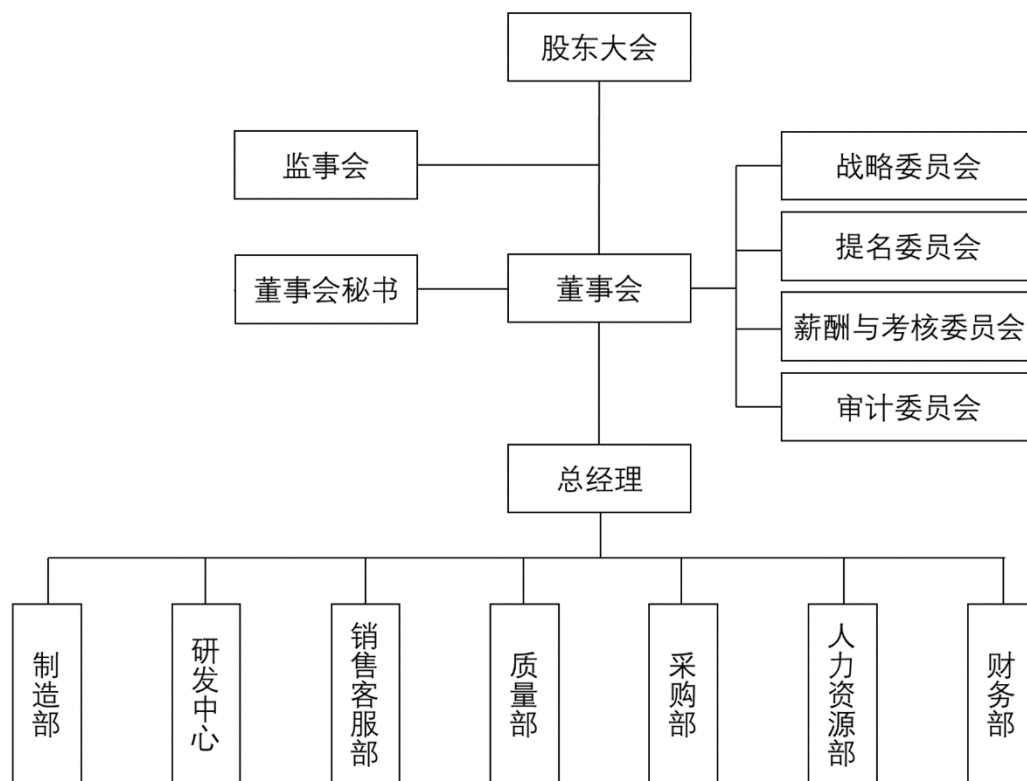 股东大会
监事会
战略委员会
提名委员会
董事会秘书
董事会
薪酬与考核委员会
审计委员会
总经理
制造部
研发中心
销售客服部
质量部
采购部
人力资源部
财务部